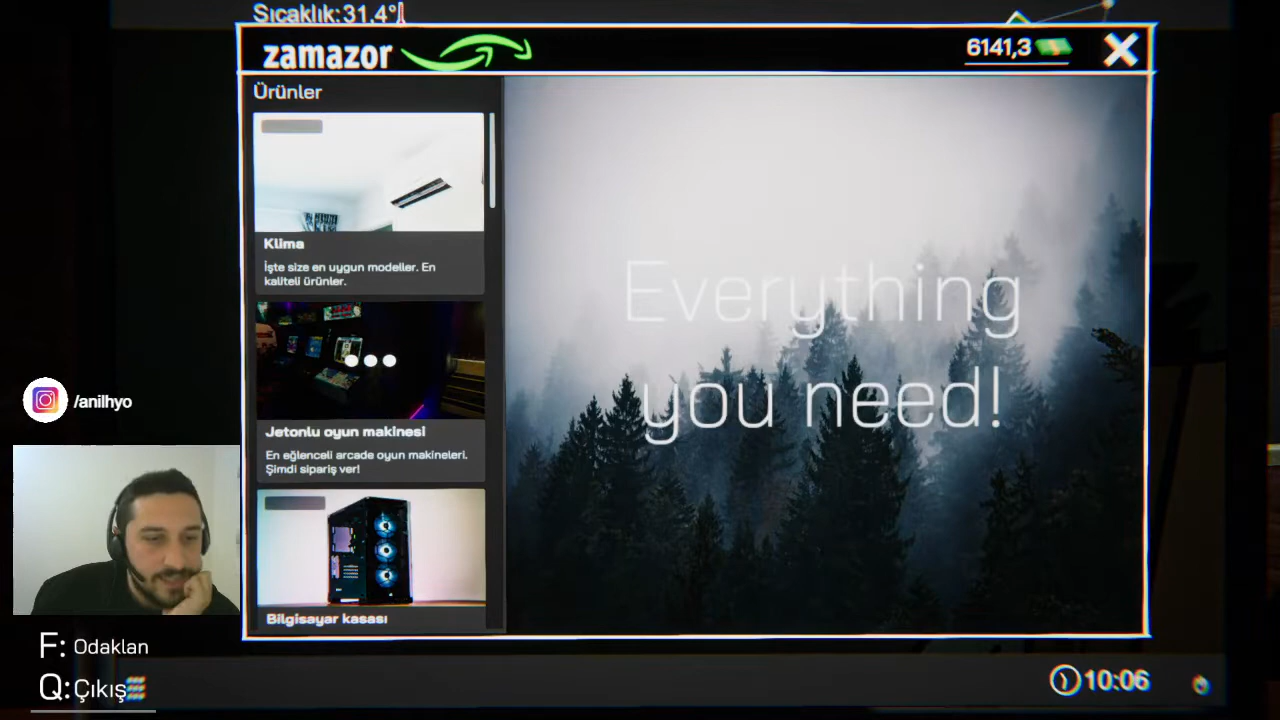 Sıcaklık:31,4°
zamazor
6141,3
Ürünler
Klima
İşte size en uygun modeller. En
kaliteli ürünler.
Jetonlu oyun makinesi
En eğlenceli arcade oyun makineleri.
Şimdi sipariş ver!
Bilgisayar kasası
Everything
you need!
/anilhyo
F: Odaklan
Q:Çıkış
10:06